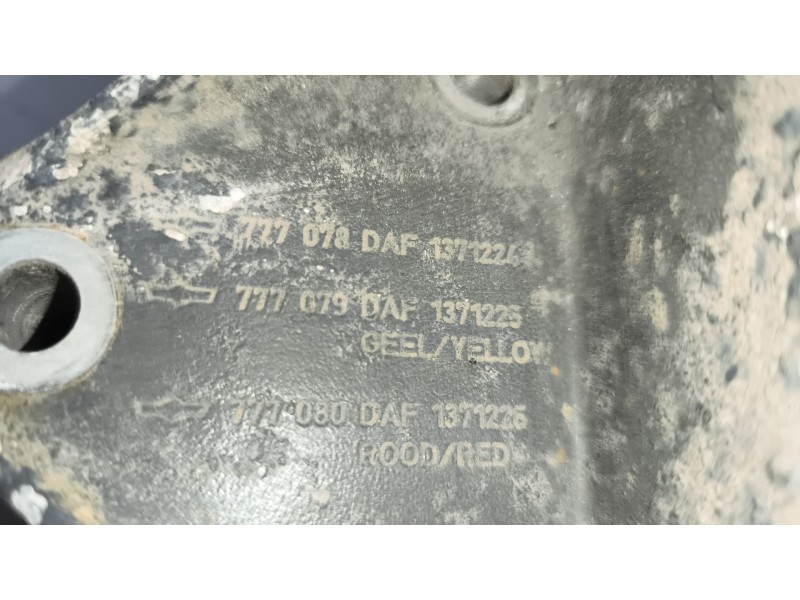 777 078 DAF 1371224
777 079 DAF 1371225
GEEL/YELLOW
777 080 DAF 1371226
ROOD/RED